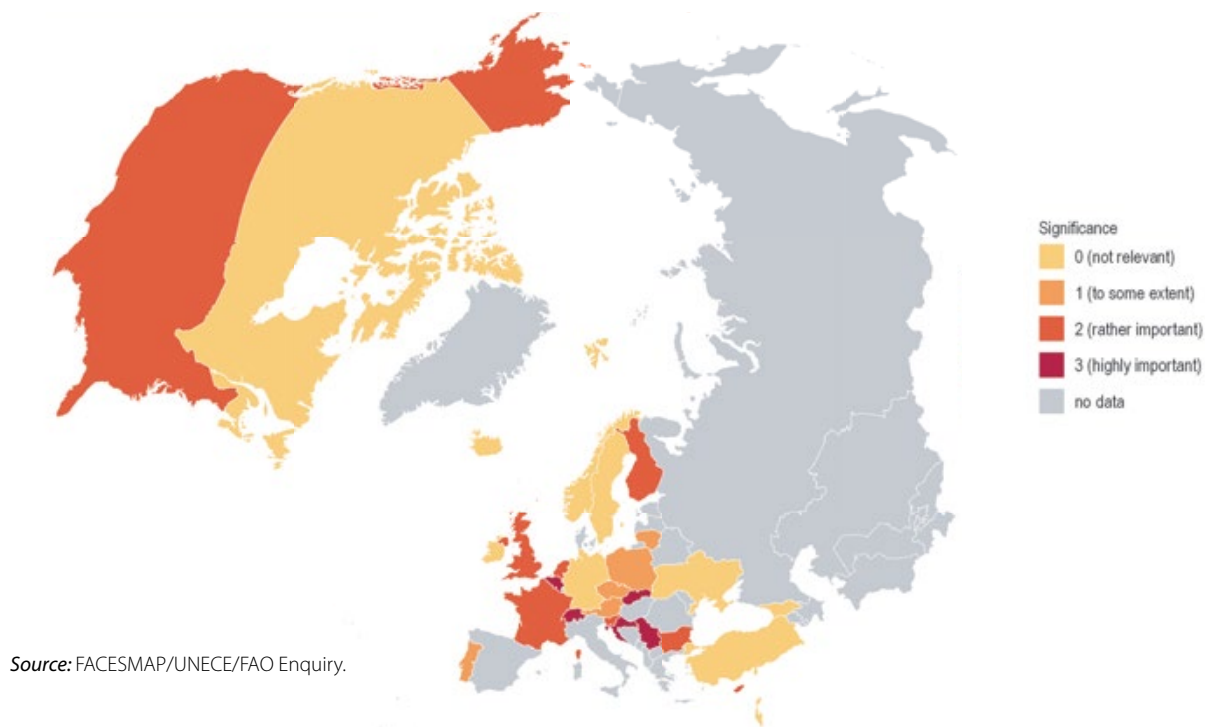 Significance
0 (not relevant)
1 (to some extent)
2 (rather important)
3 (highly important)
no data
Source: FACESMAP/UNECE/FAO Enquiry.